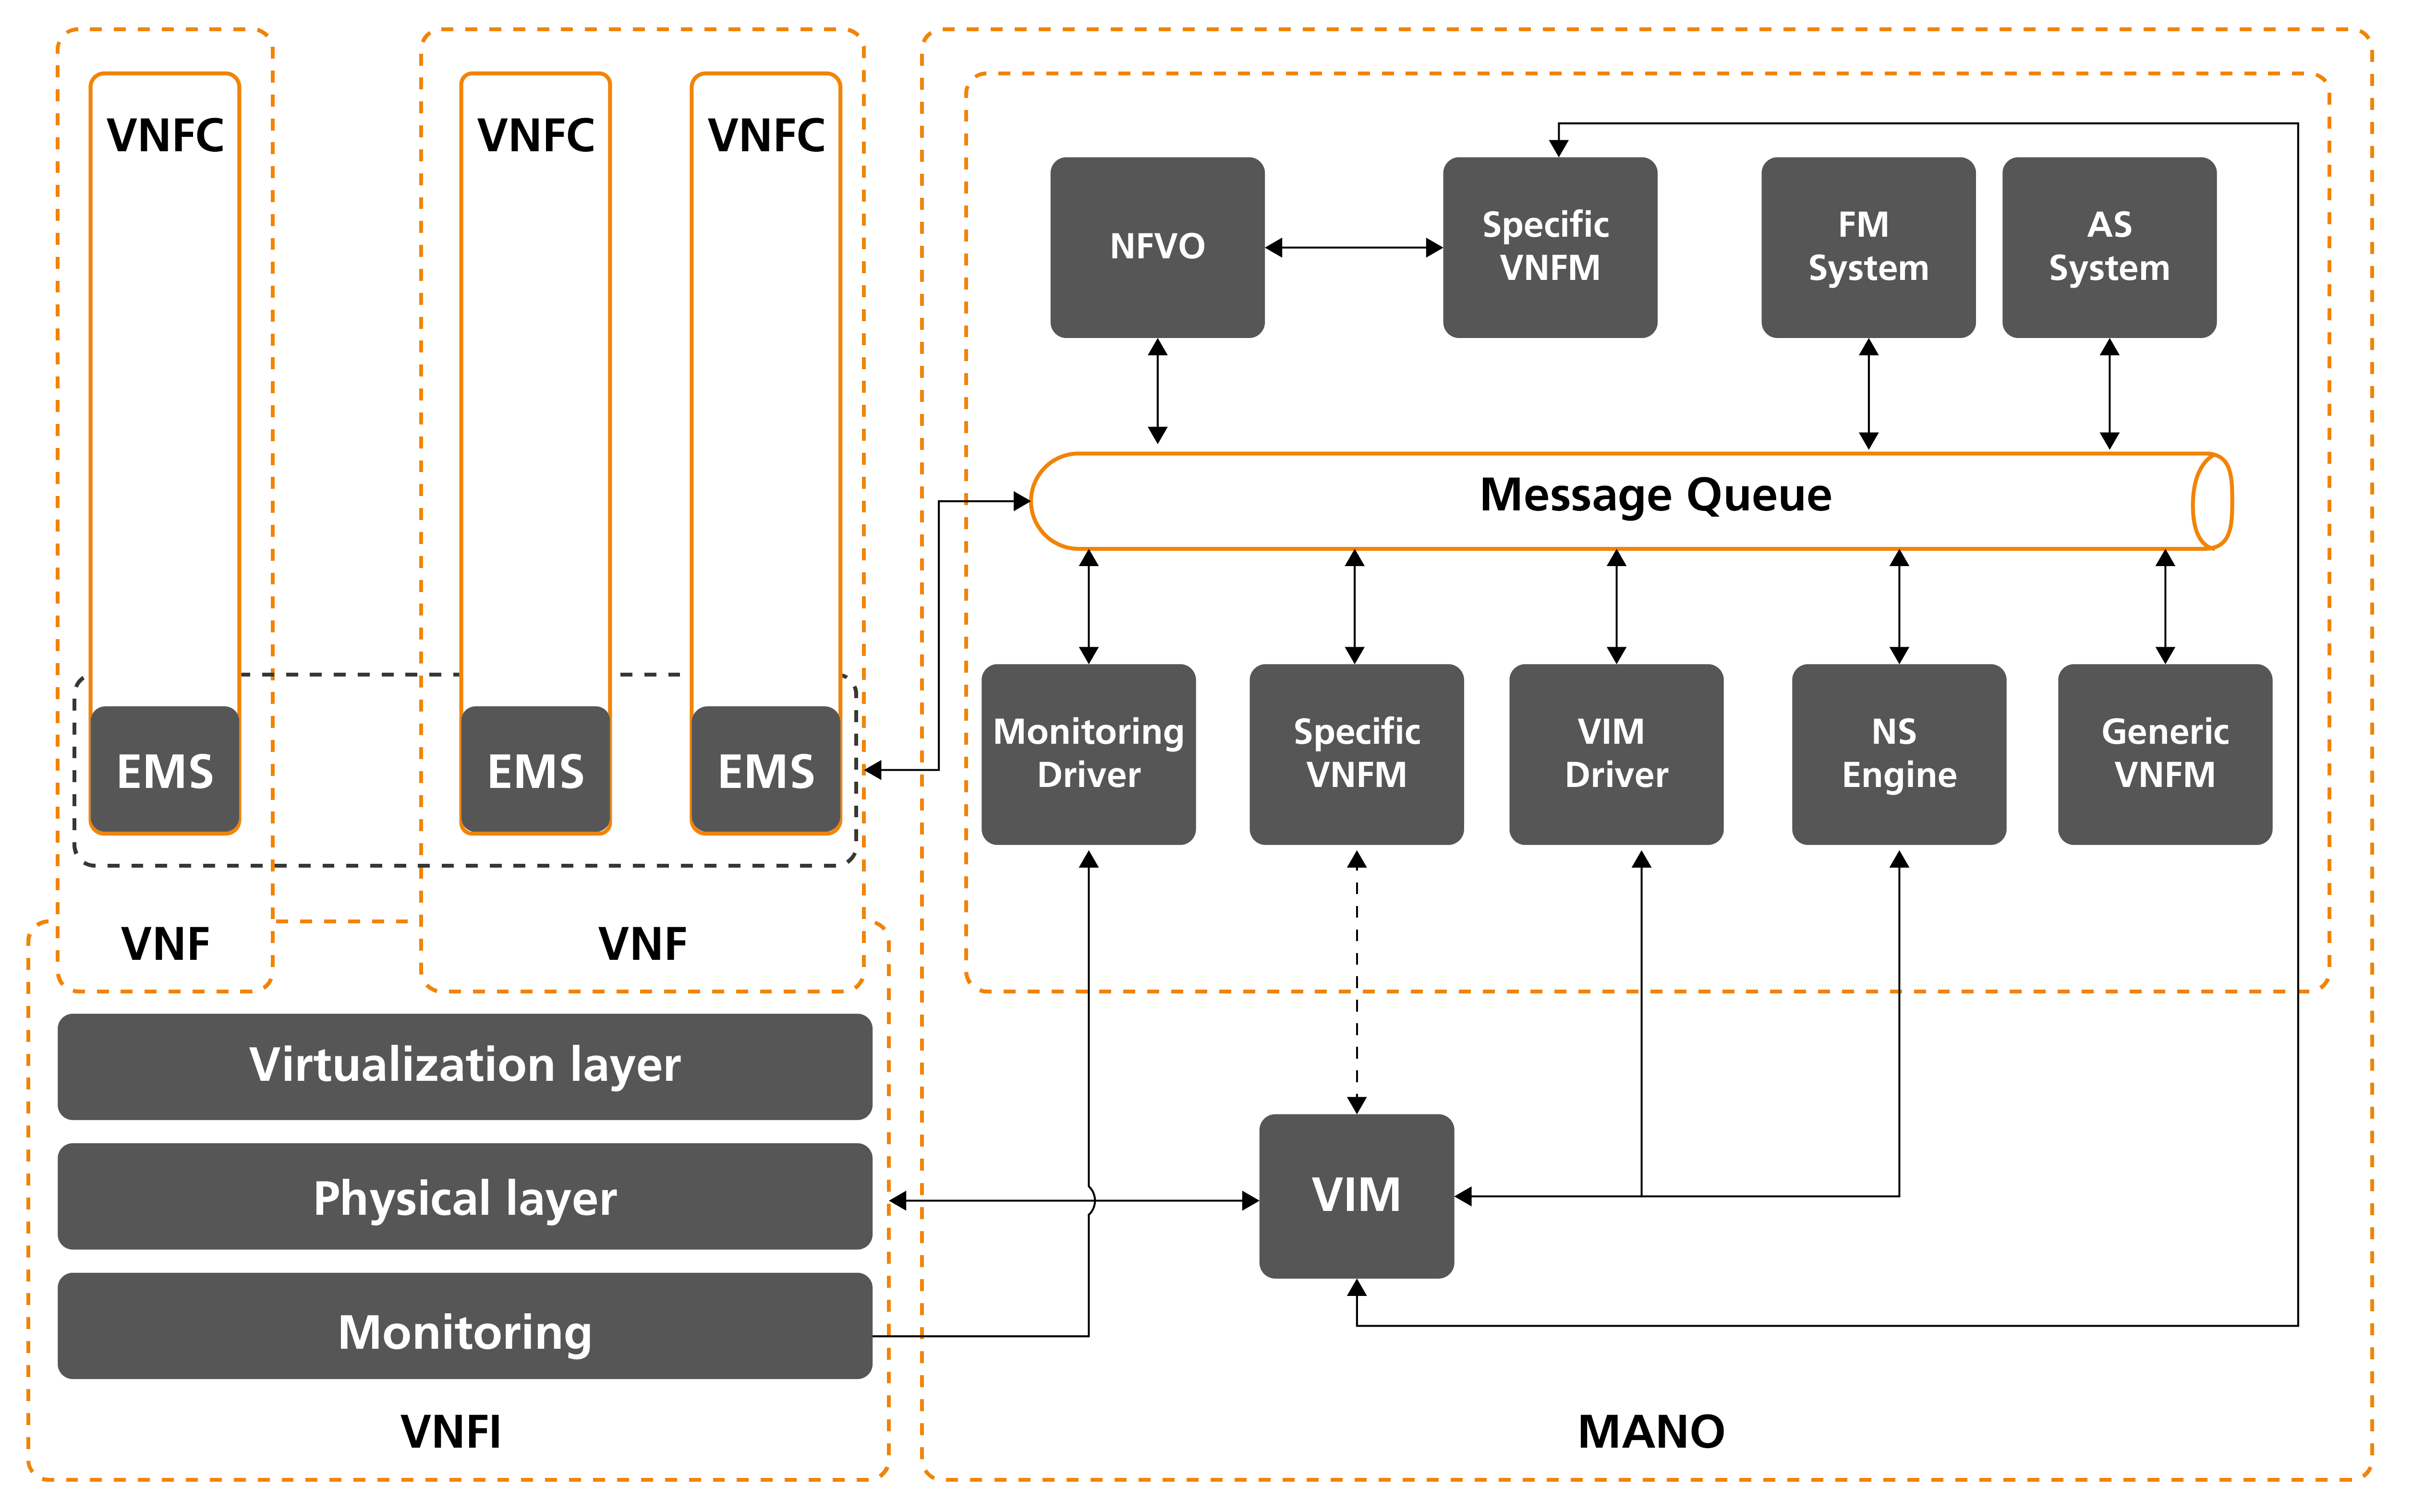 VNFC
VNFC
VNFC
EMS
EMS
EMS
VNF
VNF
Virtualization layer
Physical layer
Monitoring
VNFI
NFVO
Specific
VNFM
FM
System
AS
System
Message Queue
Monitoring
Driver
Specific
VNFM
VIM
Driver
NS
Engine
Generic
VNFM
VIM
MANO